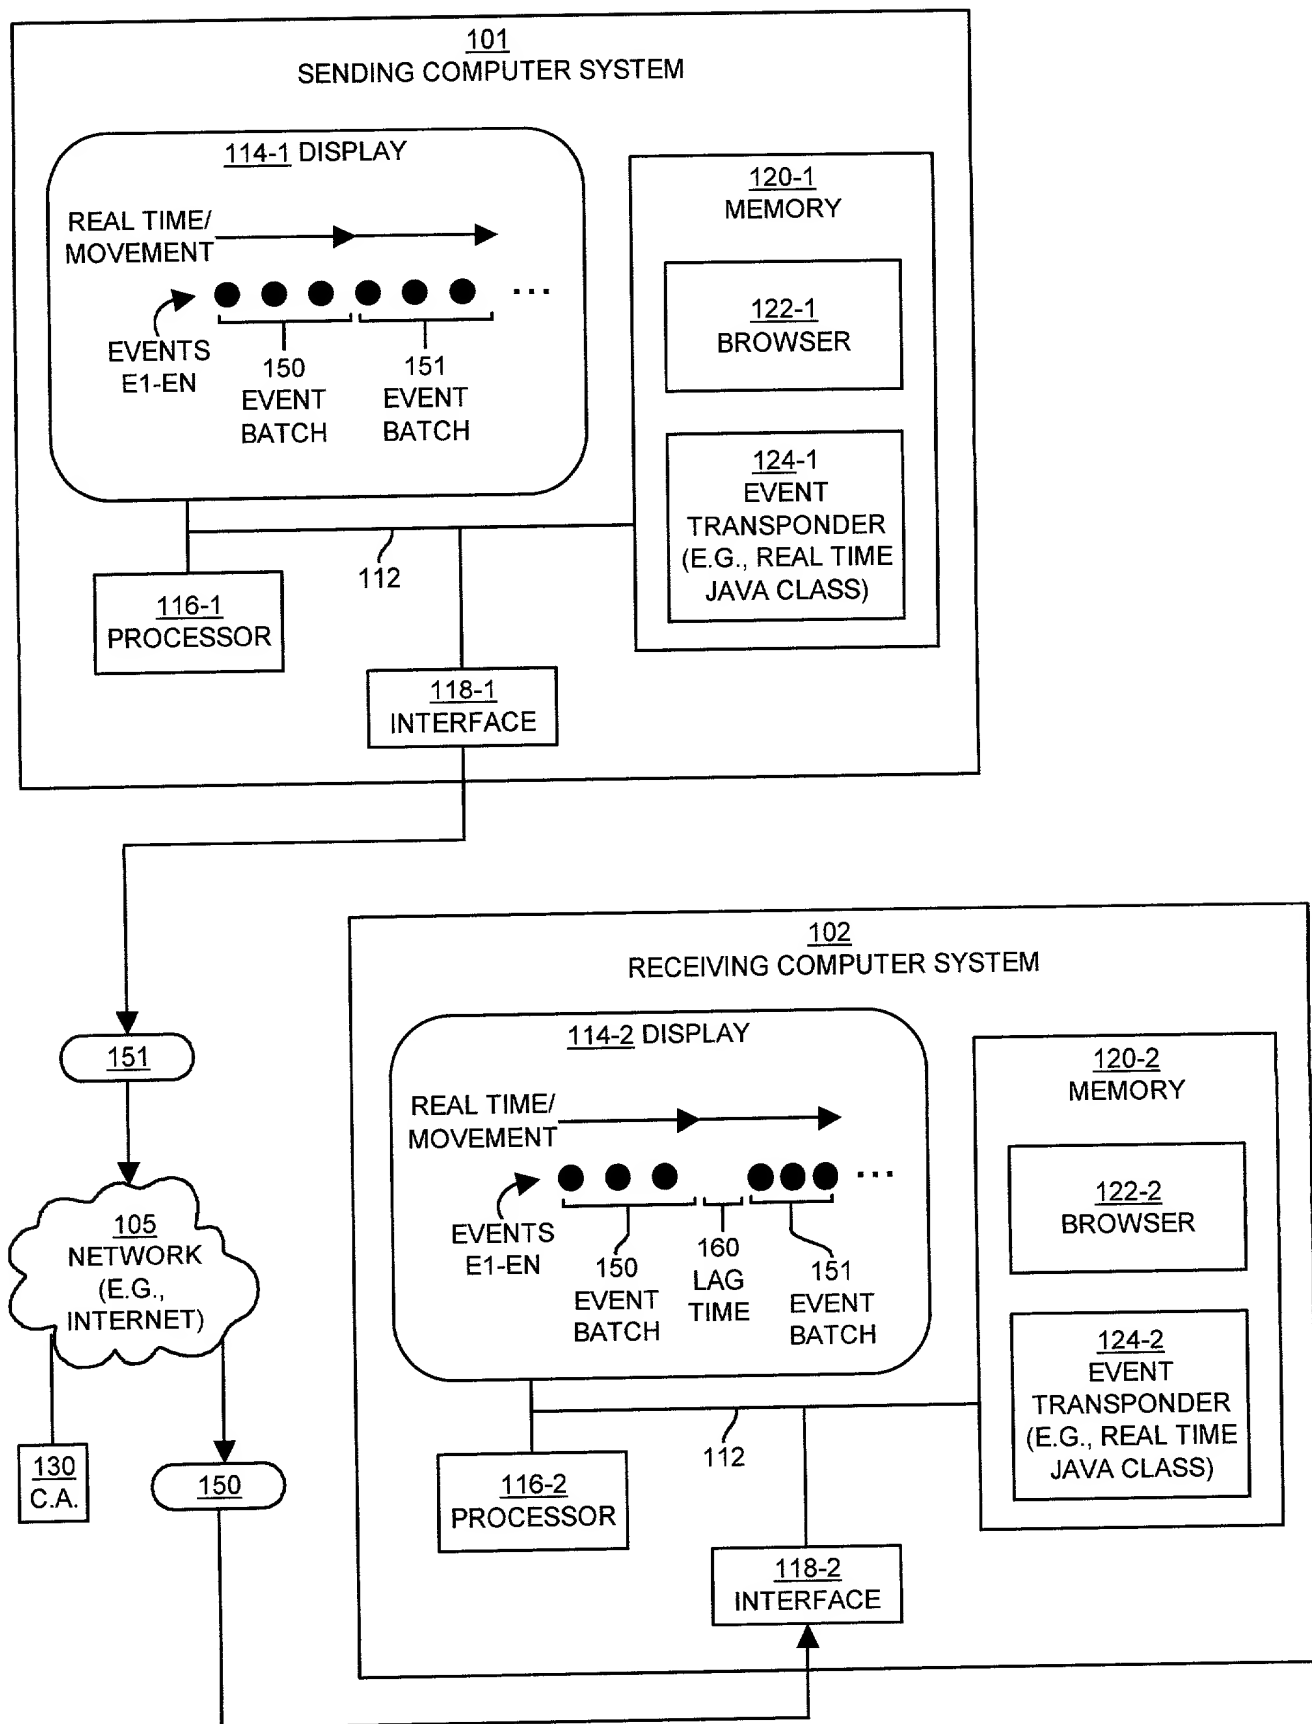 101
SENDING COMPUTER SYSTEM
114-1 DISPLAY
REAL TIME/
MOVEMENT
...
EVENTS
E1-EN
150
EVENT
BATCH
151
EVENT
BATCH
120-1
MEMORY
122-1
BROWSER
124-1
EVENT
TRANSPONDER
(E.G., REAL TIME
JAVA CLASS)
112
116-1
PROCESSOR
118-1
INTERFACE
151
105
NETWORK
(E.G.,
INTERNET)
130
C.A.
150
102
RECEIVING COMPUTER SYSTEM
114-2 DISPLAY
REAL TIME/
MOVEMENT
...
EVENTS
E1-EN
150
EVENT
BATCH
160
LAG
TIME
151
EVENT
BATCH
120-2
MEMORY
122-2
BROWSER
124-2
EVENT
TRANSPONDER
(E.G., REAL TIME
JAVA CLASS)
112
116-2
PROCESSOR
118-2
INTERFACE